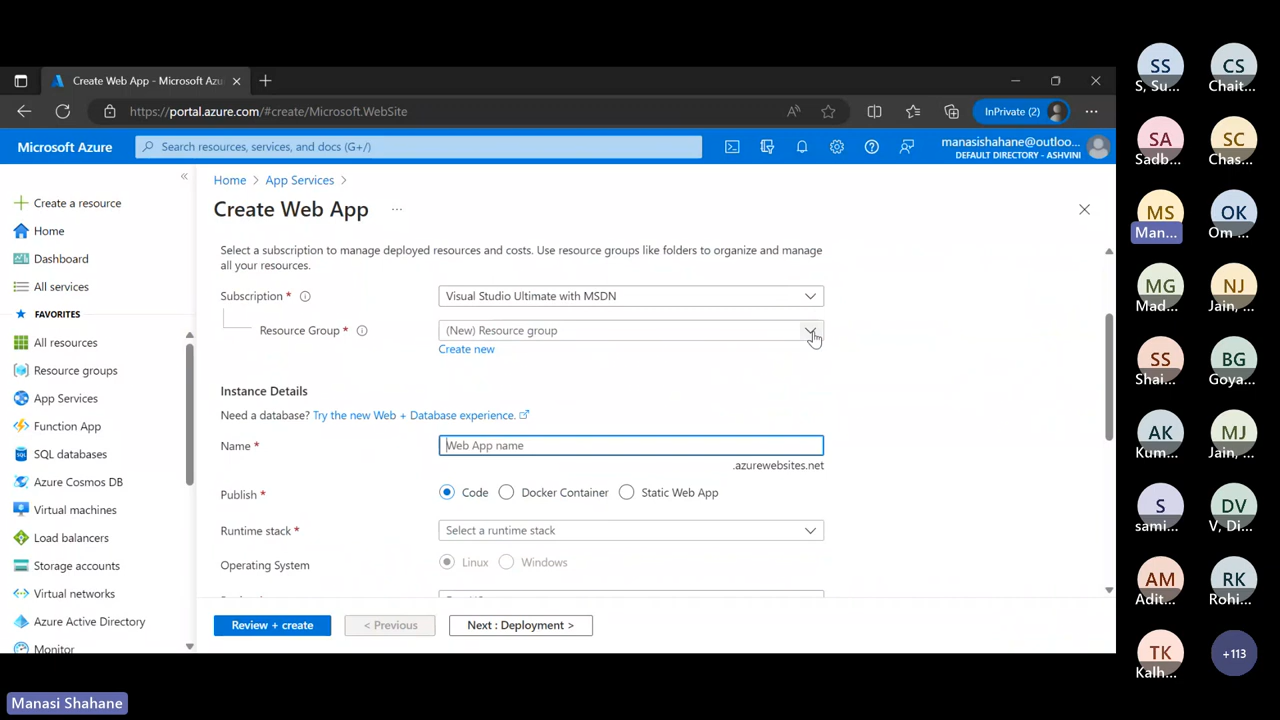 Create Web App - Microsoft Azu
https://portal.azure.com/#create/Microsoft.WebSite
InPrivate (2)
Microsoft Azure
Search resources, services, and docs (G+/)
manasishahane@outloo...
DEFAULT DIRECTORY - ASHVINI
Create a resource
Home
Dashboard
All services
FAVORITES
All resources
Resource groups
App Services
Function App
SQL databases
Azure Cosmos DB
Virtual machines
Load balancers
Storage accounts
Virtual networks
Azure Active Directory
Monitor
Home > App Services >
Create Web App ...
Select a subscription to manage deployed resources and costs. Use resource groups like folders to organize and manage
all your resources.
Subscription *
Visual Studio Ultimate with MSDN
Resource Group *
(New) Resource group
Create new
Instance Details
Need a database? Try the new Web + Database experience.
Name *
Web App name
.azurewebsites.net
Publish *
Code Docker Container Static Web App
Runtime stack *
Select a runtime stack
Operating System
Linux Windows
Review + create
< Previous
Next : Deployment >
SS
S, Su...
CS
Chait...
SA
Sadb...
SC
Chas...
MS
Man...
OK
Om ...
MG
Mad...
NJ
Jain, ...
SS
Shai...
BG
Goya...
AK
Kum...
MJ
Jain, ...
S
sami...
DV
V, Di...
AM
Adit...
RK
Rohi...
TK
Kalh...
+113
Manasi Shahane